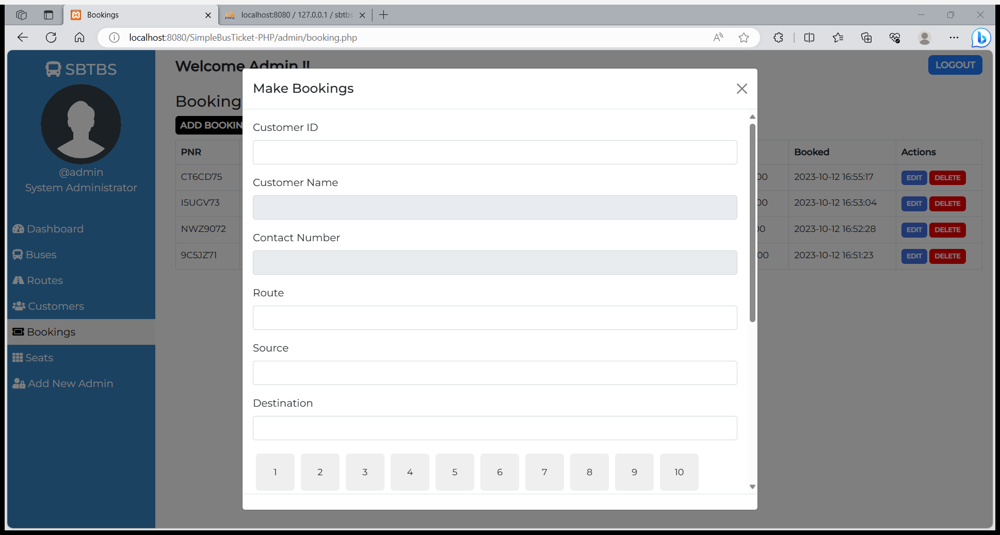 Bookings
localhost:8080 / 127.0.0.1 / sbtbs
localhost:8080/SimpleBusTicket-PHP/admin/booking.php
SBTBS
@admin
System Administrator
Dashboard
Buses
Routes
Customers
Bookings
Seats
Add New Admin
Welcome Admin !!
LOGOUT
Booking
ADD BOOKIN
PNR Booked Actions
CT6CD75 00 2023-10-12 16:55:17 EDIT DELETE
I5UGV73 00 2023-10-12 16:53:04 EDIT DELETE
NWZ9072 00 2023-10-12 16:52:28 EDIT DELETE
9C5JZ71 00 2023-10-12 16:51:23 EDIT DELETE
Make Bookings
Customer ID
Customer Name
Contact Number
Route
Source
Destination
1 2 3 4 5 6 7 8 9 10